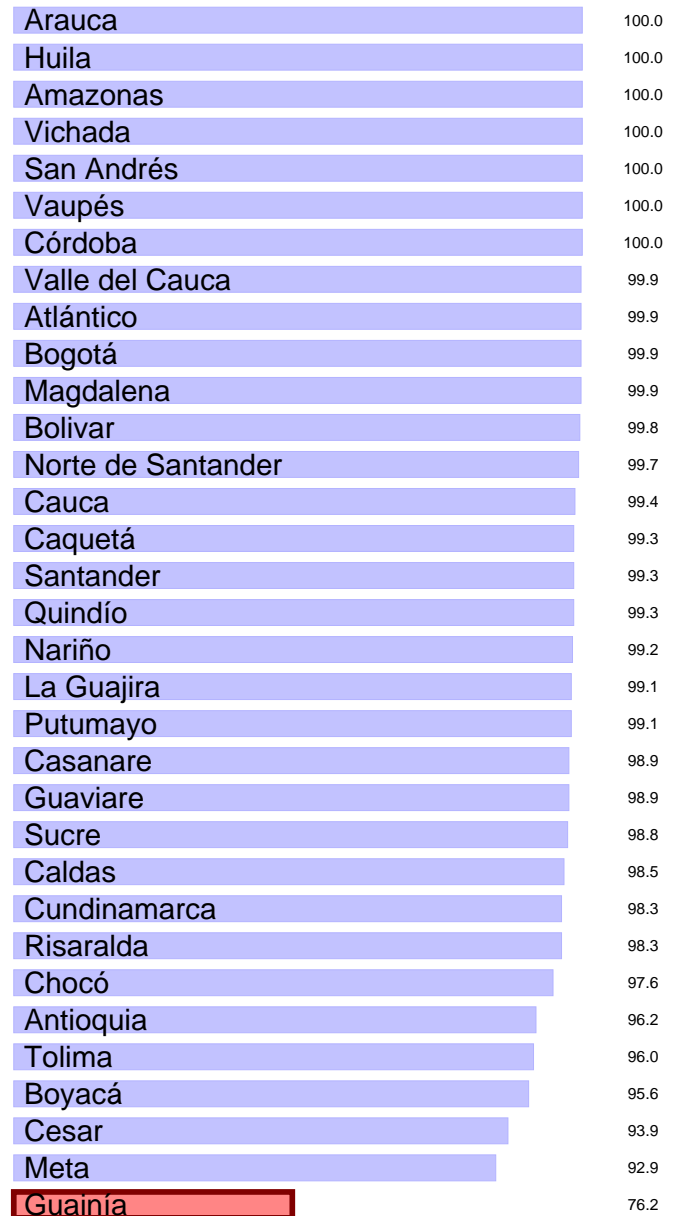 Arauca 100.0
Huila 100.0
Amazonas 100.0
Vichada 100.0
San Andrés 100.0
Vaupés 100.0
Córdoba 100.0
Valle del Cauca 99.9
Atlántico 99.9
Bogotá 99.9
Magdalena 99.9
Bolivar 99.8
Norte de Santander 99.7
Cauca 99.4
Caquetá 99.3
Santander 99.3
Quindío 99.3
Nariño 99.2
La Guajira 99.1
Putumayo 99.1
Casanare 98.9
Guaviare 98.9
Sucre 98.8
Caldas 98.5
Cundinamarca 98.3
Risaralda 98.3
Chocó 97.6
Antioquia 96.2
Tolima 96.0
Boyacá 95.6
Cesar 93.9
Meta 92.9
Guainía 76.2